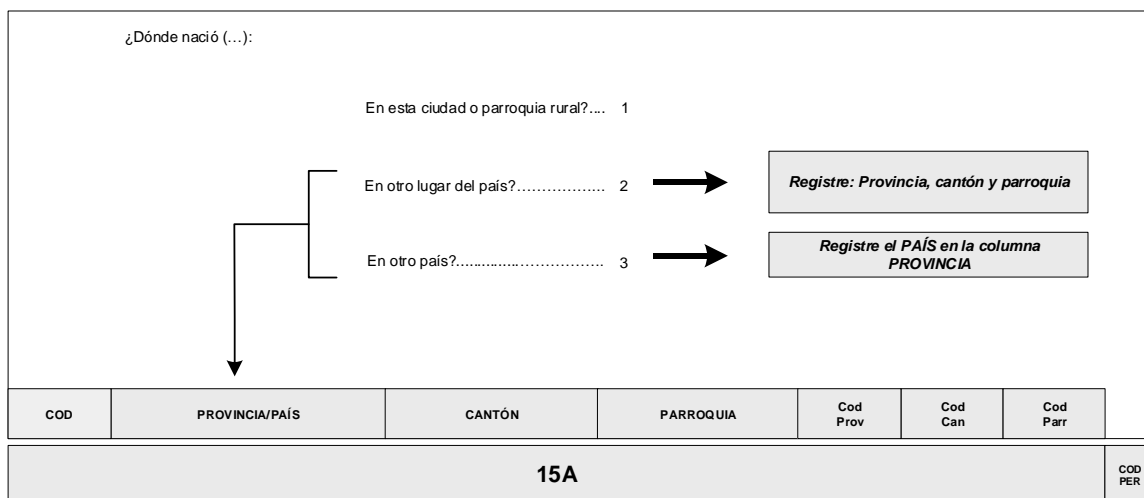 ¿Dónde nació (...):
En esta ciudad o parroquia rural?.... 1
En otro lugar del país?................... 2
Registre: Provincia, cantón y parroquia
En otro país?................................. 3
Registre el PAÍS en la columna
PROVINCIA
COD PROVINCIA/PAÍS CANTÓN PARROQUIA Cod Prov Cod Can Cod Parr
15A
COD
PER